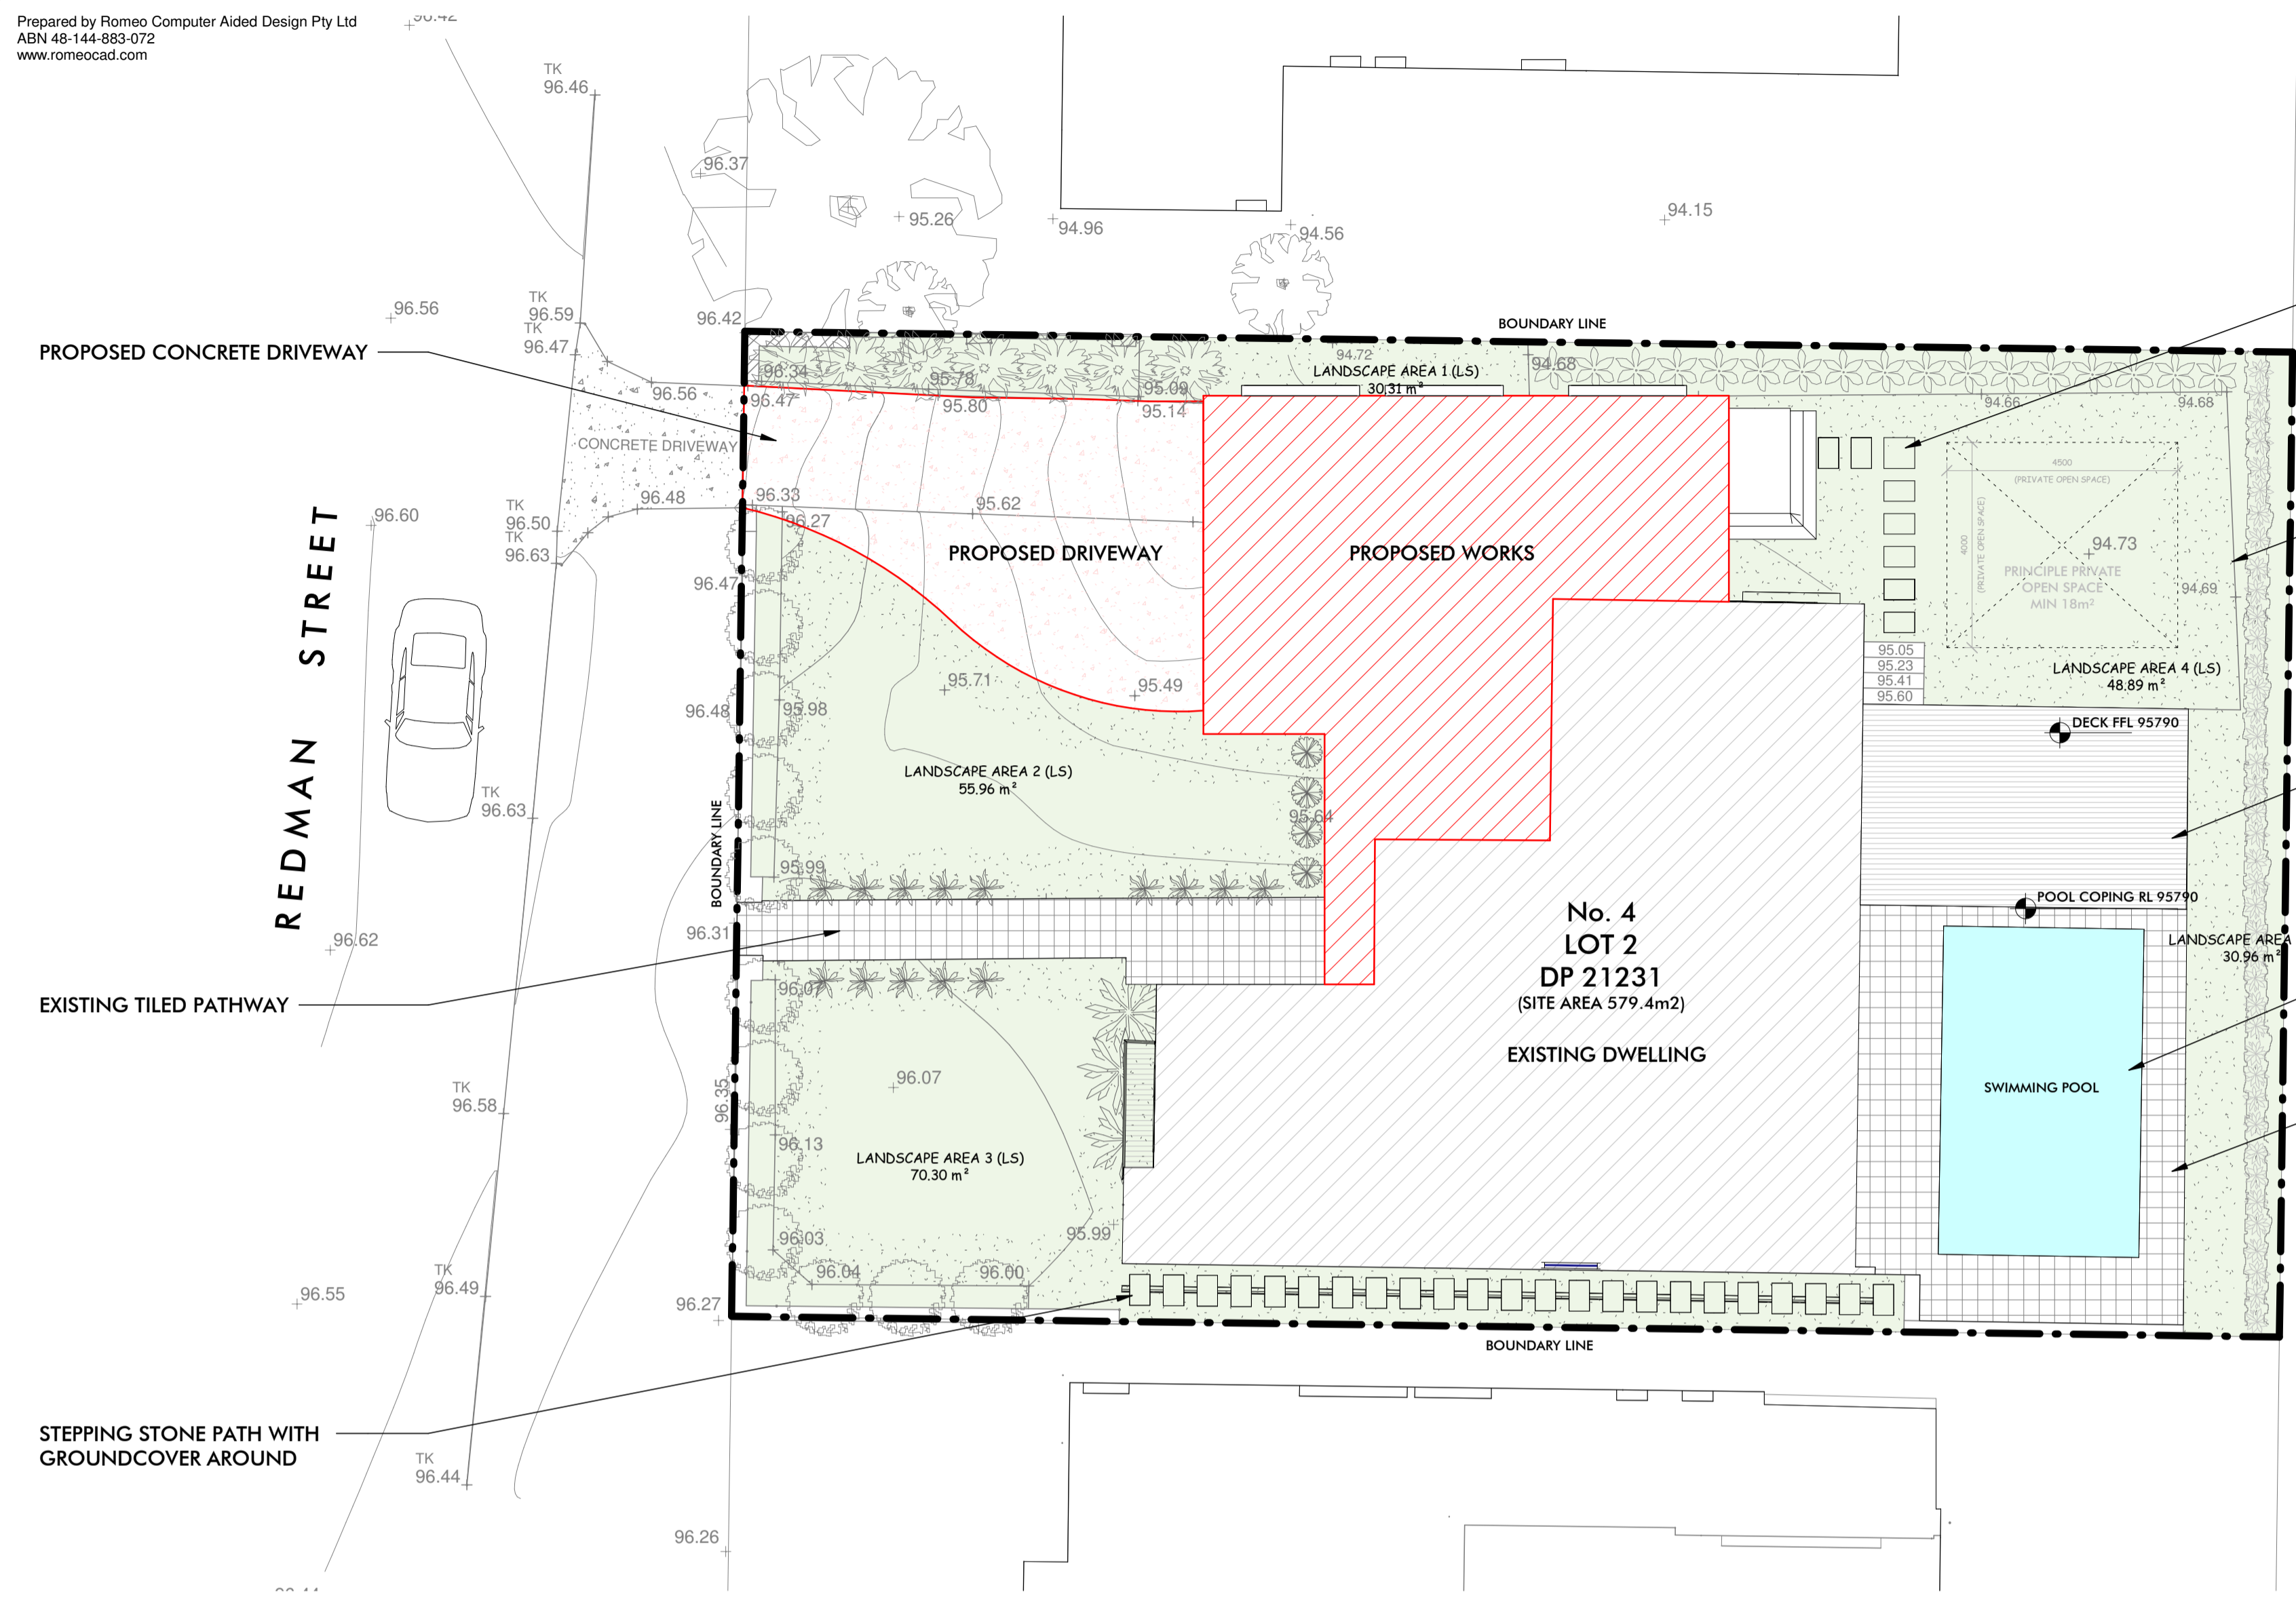 Prepared by Romeo Computer Aided Design Pty Ltd
ABN 48-144-883-072
www.romeocad.com
TK
96.46
96.37
95.26
94.96
94.56
94.15
96.56
TK
96.59
TK
96.47
96.42
BOUNDARY LINE
PROPOSED CONCRETE DRIVEWAY
96.56
96.34
96.47
95.78
95.80
95.09
95.14
94.72
94.68
LANDSCAPE AREA 1 (LS)
30.31 m²
94.66
94.68
CONCRETE DRIVEWAY
96.48
96.33
96.27
95.62
TK
96.50
TK
96.63
96.60
REDMAN STREET
PROPOSED DRIVEWAY
PROPOSED WORKS
4500
(PRIVATE OPEN SPACE)
4000
(PRIVATE OPEN SPACE)
94.73
PRINCIPLE PRIVATE
OPEN SPACE
MIN 18m²
94.69
96.47
96.48
95.98
95.71
95.49
95.05
95.23
95.41
95.60
LANDSCAPE AREA 4 (LS)
48.89 m²
DECK FFL 95790
LANDSCAPE AREA 2 (LS)
55.96 m²
95.64
TK
96.63
BOUNDARY LINE
95.99
POOL COPING RL 95790
96.62
96.31
No. 4
LOT 2
DP 21231
(SITE AREA 579.4m2)
EXISTING DWELLING
LANDSCAPE AREA
30.96 m²
EXISTING TILED PATHWAY
96.07
96.07
SWIMMING POOL
TK
96.58
96.35
96.13
LANDSCAPE AREA 3 (LS)
70.30 m²
96.03
95.99
96.04
96.00
TK
96.49
96.55
96.27
BOUNDARY LINE
STEPPING STONE PATH WITH
GROUNDCOVER AROUND
TK
96.44
96.26